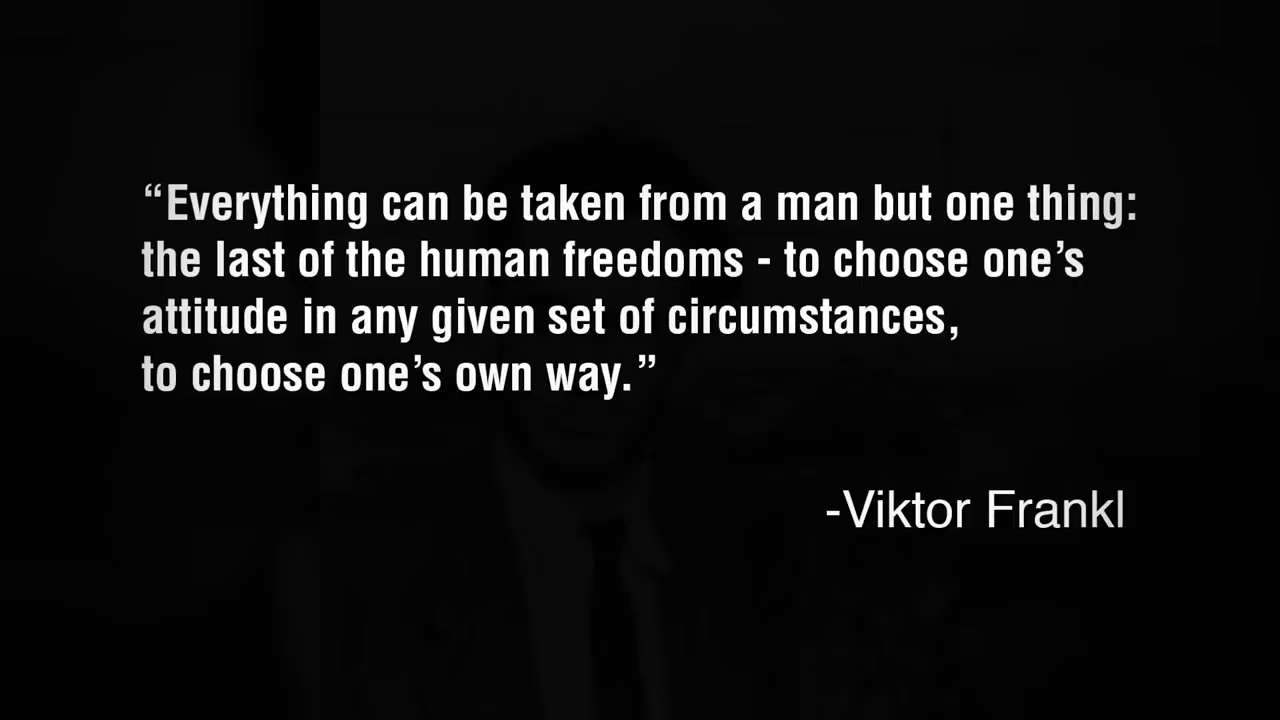 “Everything can be taken from a man but one thing:
the last of the human freedoms - to choose one’s
attitude in any given set of circumstances,
to choose one’s own way.”
-Viktor Frankl